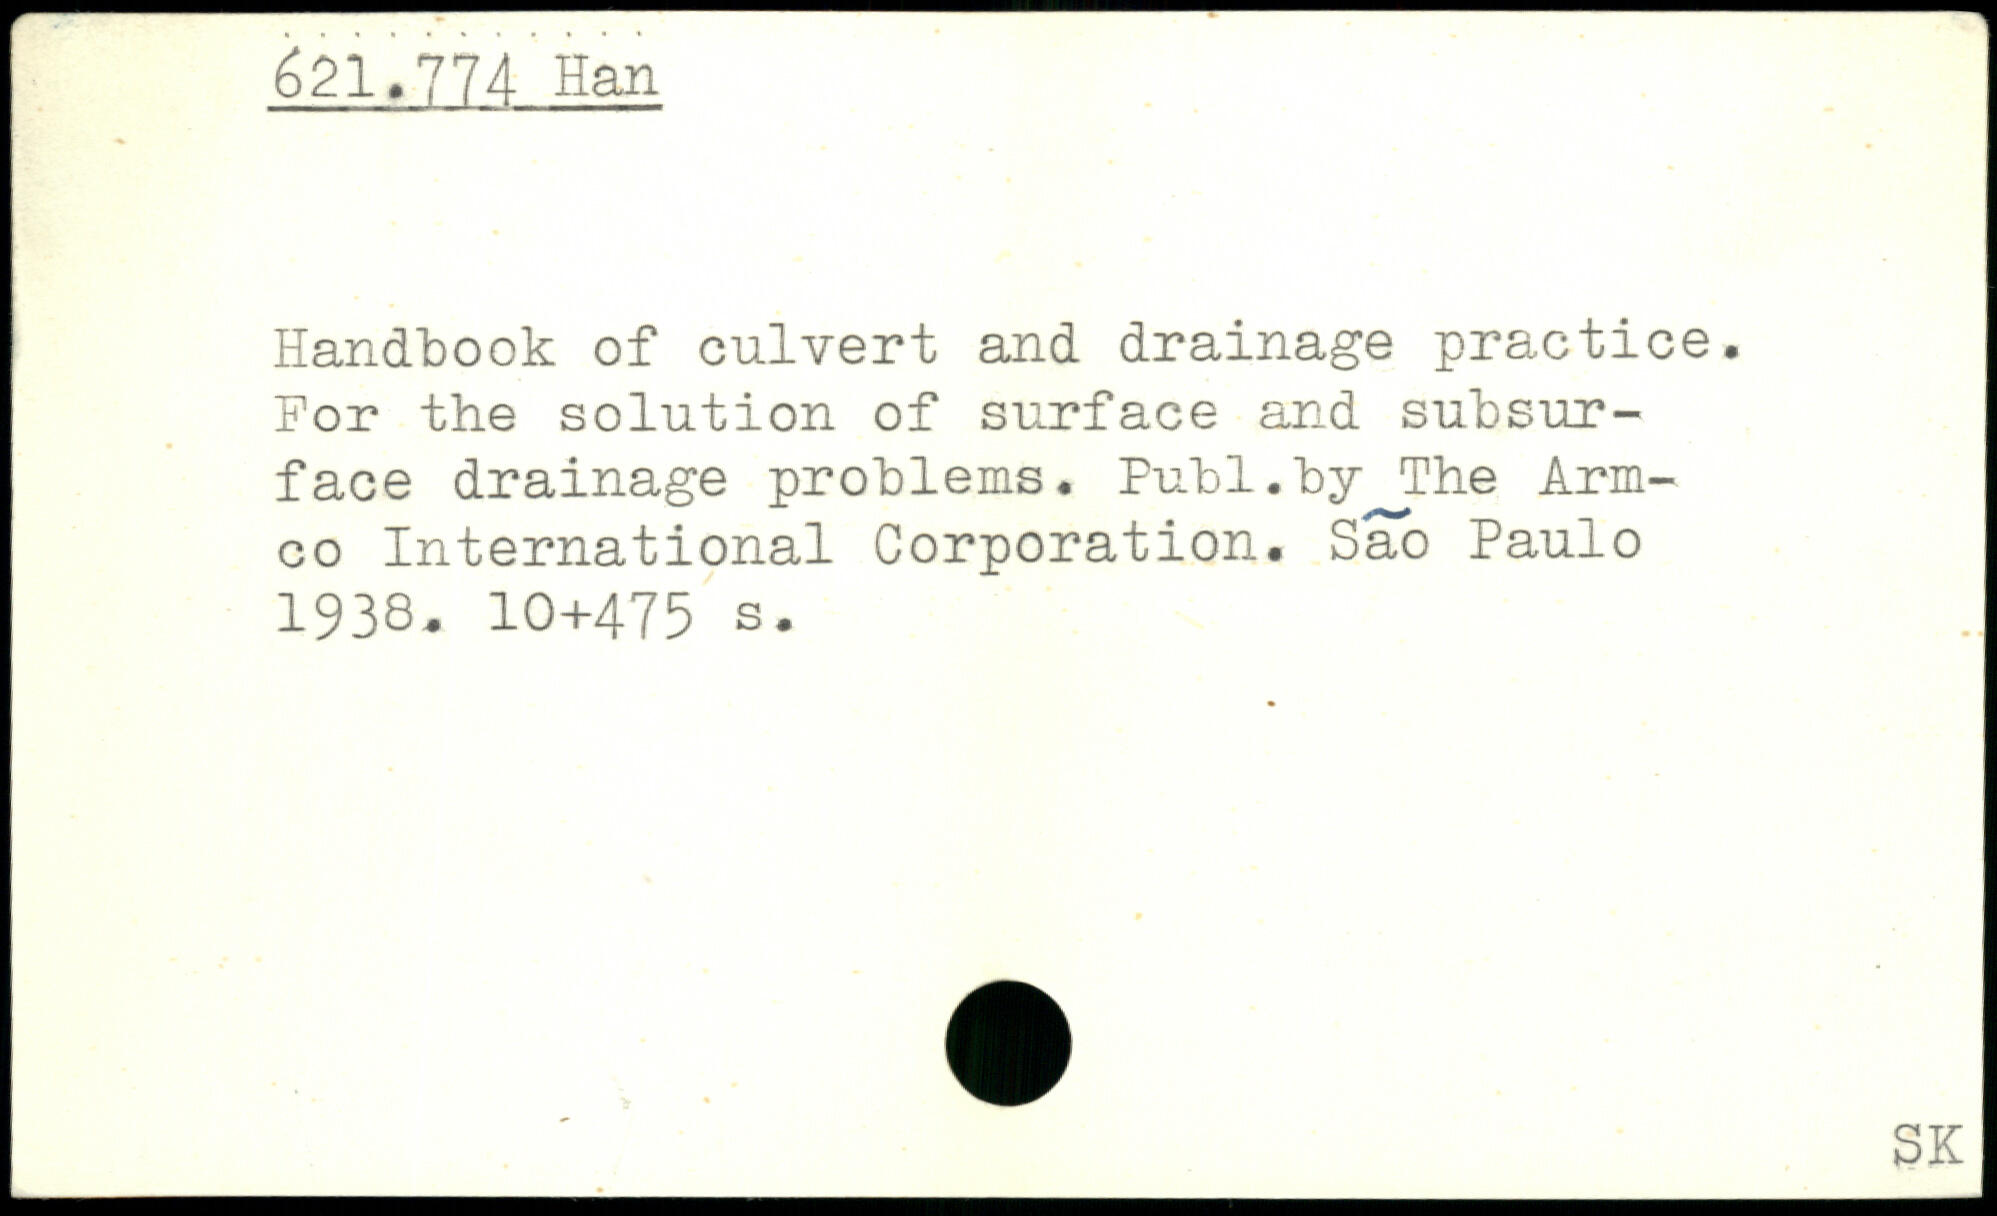 621.774 Han
Handbook of culvert and drainage practice.
For the solution of surface and subsur-
face drainage problems. Publ.by The Arm-
co International Corporation. São Paulo
1938. 10+475 s.
SK